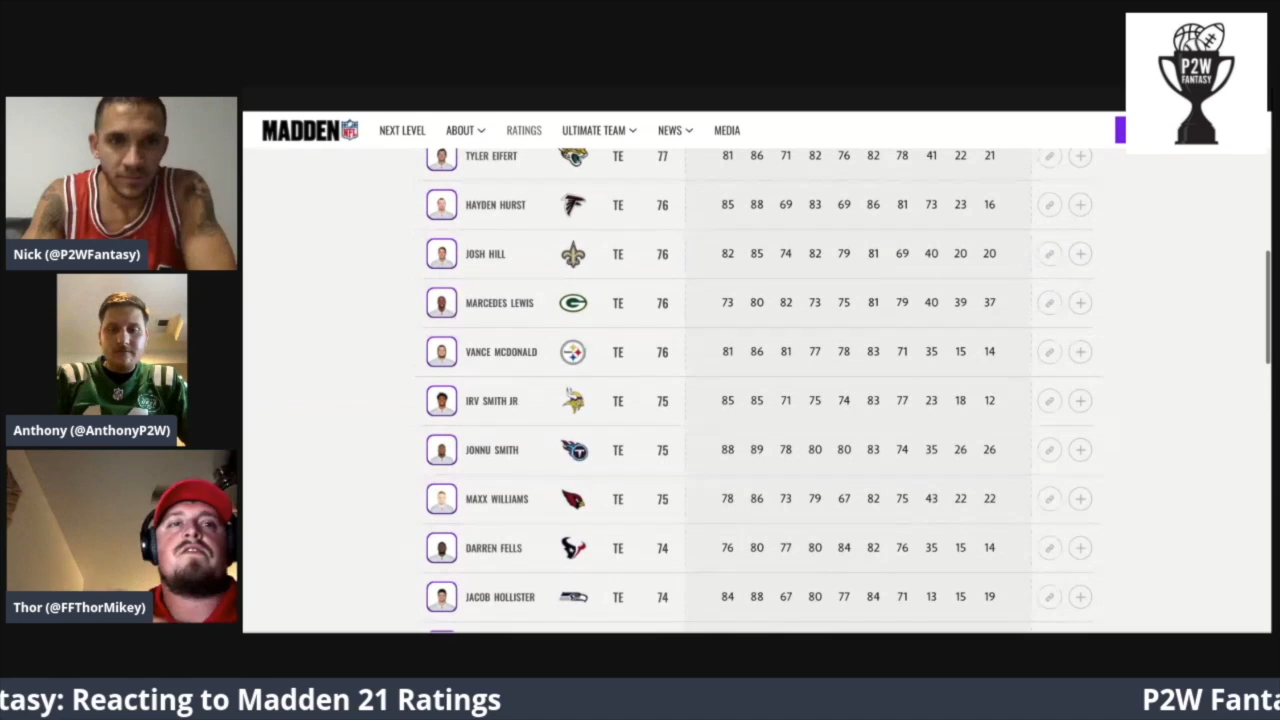 P2W
FANTASY
MADDEN NFL NEXT LEVEL ABOUT RATINGS ULTIMATE TEAM NEWS MEDIA
TYLER EIFERT TE 77 81 86 71 82 76 82 78 41 22 21
HAYDEN HURST TE 76 85 88 69 83 69 86 81 73 23 16
JOSH HILL TE 76 82 85 74 82 79 81 69 40 20 20
MARCEDES LEWIS TE 76 73 80 82 73 75 81 79 40 39 37
VANCE MCDONALD TE 76 81 86 81 77 78 83 71 35 15 14
IRV SMITH JR TE 75 85 85 71 75 74 83 77 23 18 12
JONNU SMITH TE 75 88 89 78 80 80 83 74 35 26 26
MAXX WILLIAMS TE 75 78 86 73 79 67 82 75 43 22 22
DARREN FELLS TE 74 76 80 77 80 84 82 76 35 15 14
JACOB HOLLISTER TE 74 84 88 67 80 77 84 71 13 15 19
Nick (@P2WFantasy)
Anthony (@AnthonyP2W)
Thor (@FFThorMikey)
tasy: Reacting to Madden 21 Ratings P2W Fanta